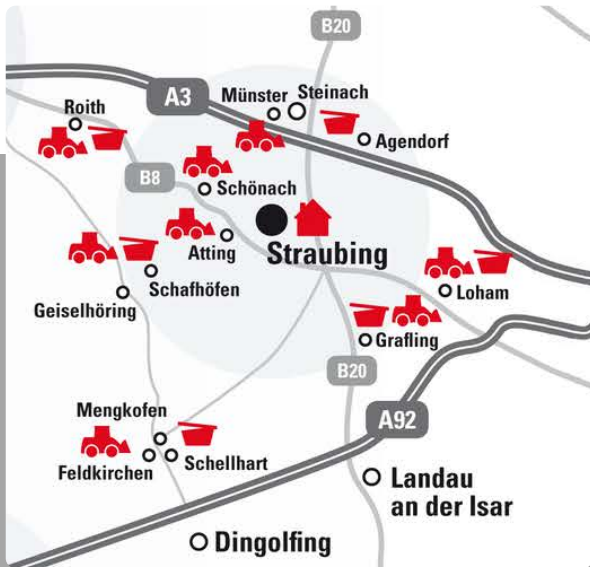 B20
A3
Münster
Steinach
Roith
Agendorf
B8
Schönach
Atting
Straubing
Schafhöfen
Geiselhöring
Loham
Grafling
B20
Mengkofen
A92
Feldkirchen
Schellhart
Landau
an der Isar
Dingolfing